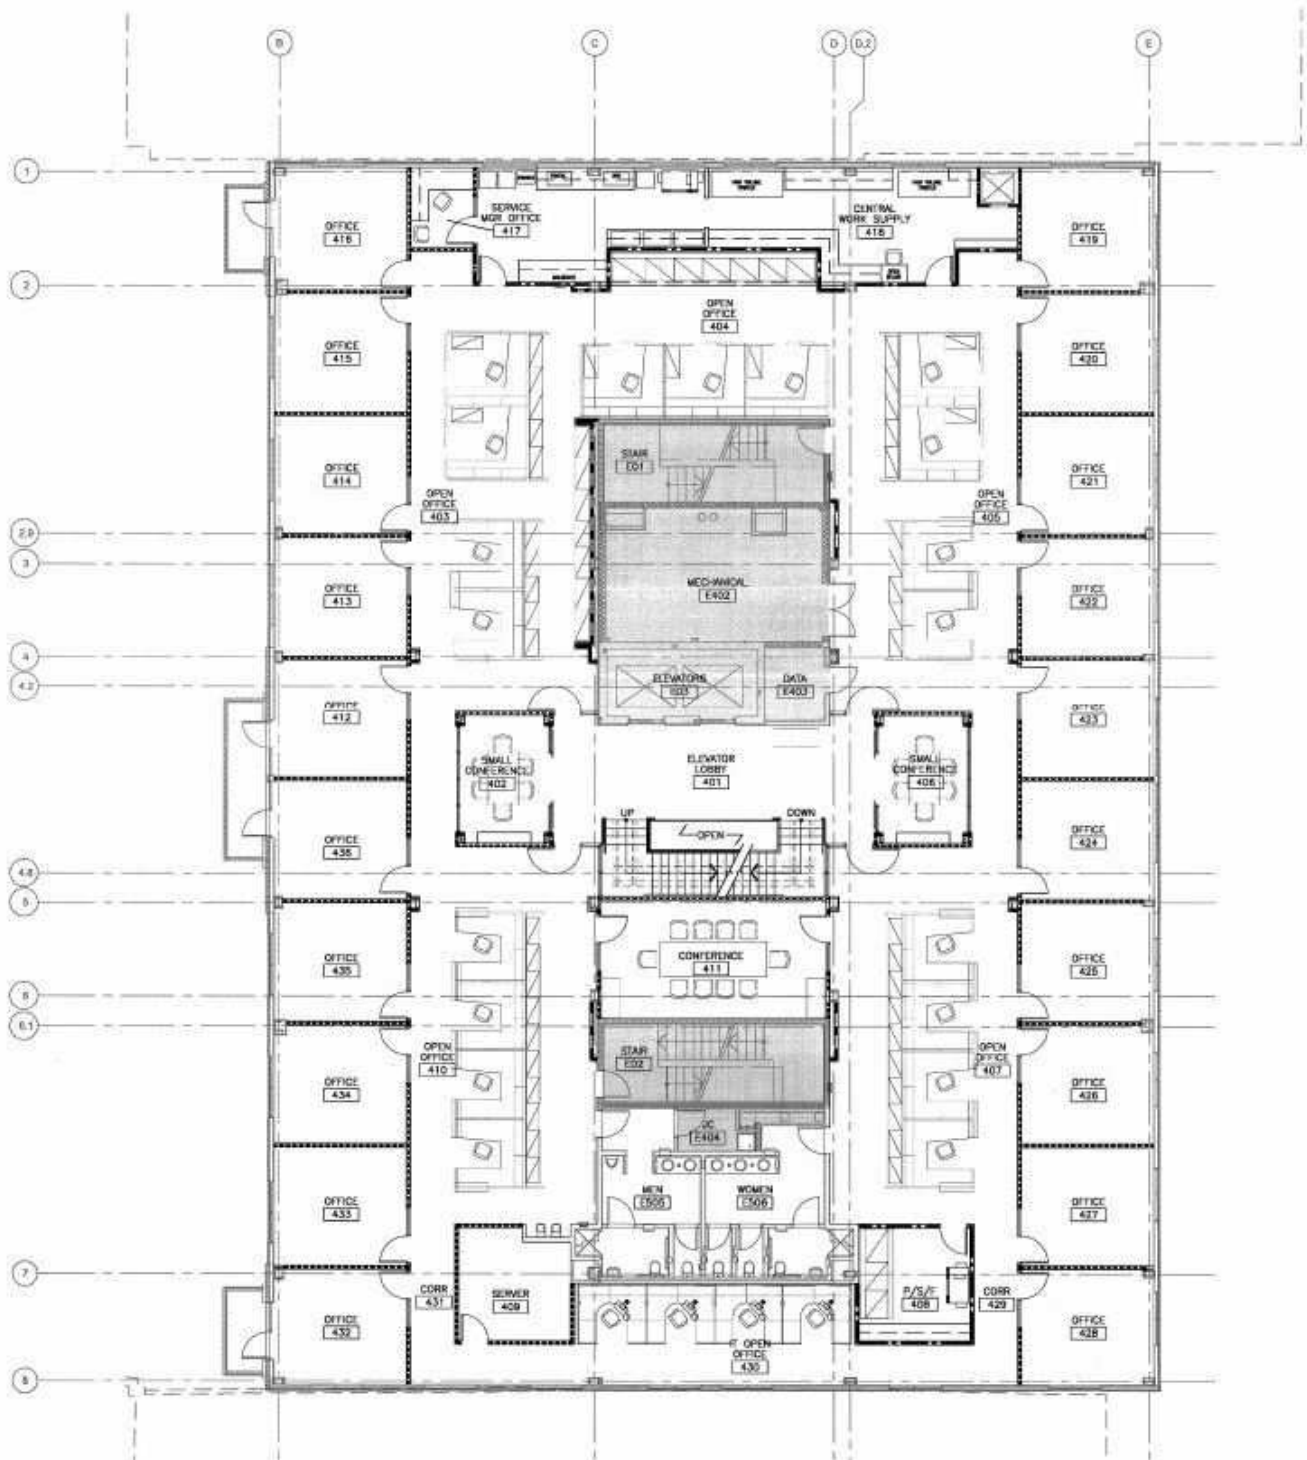 B
C
D
D.2
E
1
OFFICE
416
SERVICE
MGR OFFICE
417
CENTRAL
WORK SUPPLY
418
OFFICE
419
2
OPEN
OFFICE
404
OFFICE
415
OFFICE
420
STAIR
E01
OFFICE
414
OFFICE
421
OPEN
OFFICE
403
OPEN
OFFICE
405
2.9
3
MECHANICAL
E402
OFFICE
413
OFFICE
422
4
4.2
ELEVATORS
E03
DATA
E403
OFFICE
412
OFFICE
423
SMALL
CONFERENCE
402
ELEVATOR
LOBBY
401
SMALL
CONFERENCE
406
UP
OPEN
DOWN
OFFICE
436
OFFICE
424
4.8
5
OFFICE
435
CONFERENCE
411
OFFICE
425
6
6.1
OPEN
OFFICE
410
STAIR
E02
OPEN
OFFICE
407
OFFICE
434
OFFICE
426
E404
MEN
E505
WOMEN
E506
OFFICE
433
OFFICE
427
7
CORR
431
SERVER
409
P/S/F
408
CORR
429
OFFICE
432
OPEN
OFFICE
430
OFFICE
428
8